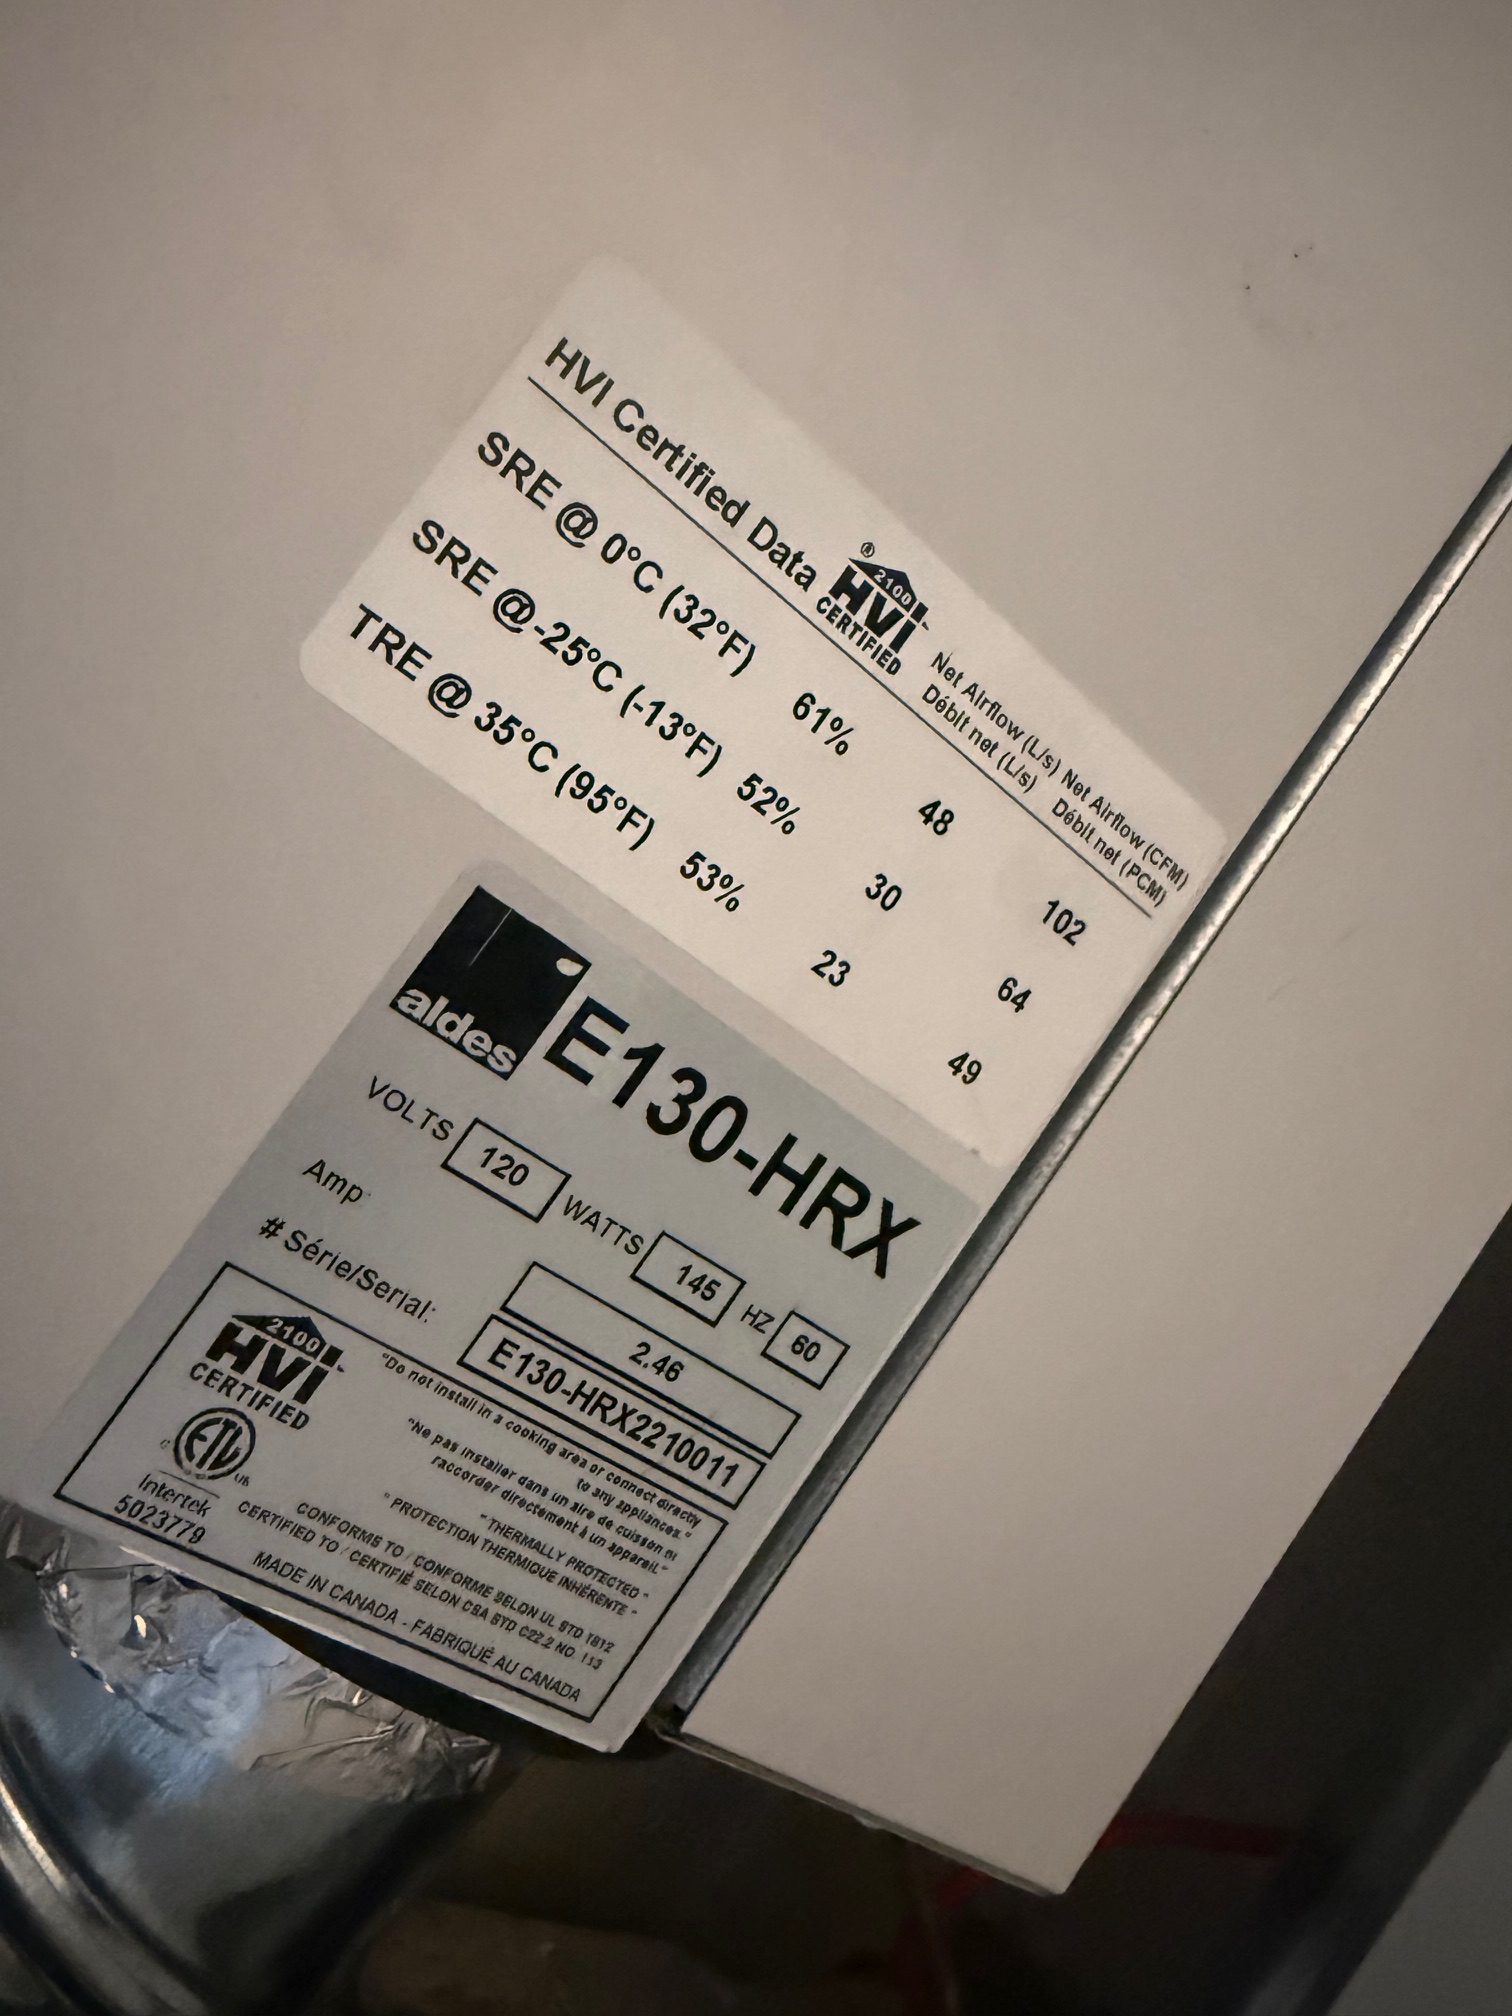 HVI Certified Data
®
2100
HVI
CERTIFIED
Net Airflow (L/s) Net Airflow (CFM)
Débit net (L/s) Débit net (PCM)
SRE @ 0°C (32°F) 61% 48 102
SRE @-25°C (-13°F) 52% 30 64
TRE @ 35°C (95°F) 53% 23 49
aldes
E130-HRX
VOLTS 120 WATTS 145 HZ 60
Amp 2.46
# Série/Serial: E130-HRX2210011
2100
HVI
CERTIFIED
ETL
C US
Intertek
5023779
"Do not install in a cooking area or connect directly
to any appliances."
"Ne pas installer dans un aire de cuisson ni
raccorder directement à un appareil."
"THERMALLY PROTECTED"
"PROTECTION THERMIQUE INHÉRENTE"
CONFORMS TO / CONFORME SELON UL STD 1812
CERTIFIED TO / CERTIFIÉ SELON CSA STD C22.2 NO. 113
MADE IN CANADA - FABRIQUÉ AU CANADA